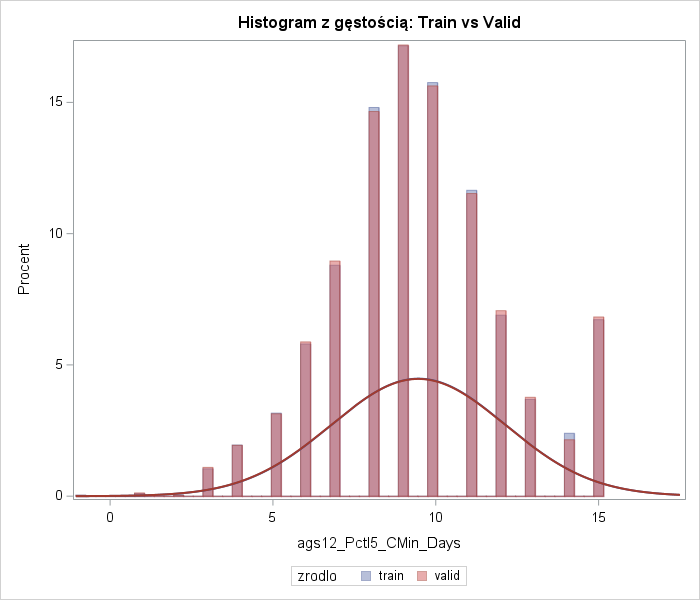 Histogram z gęstością: Train vs Valid
Procent
15
10
5
0
0 5 10 15
ags12_Pctl5_CMin_Days
zrodlo train valid